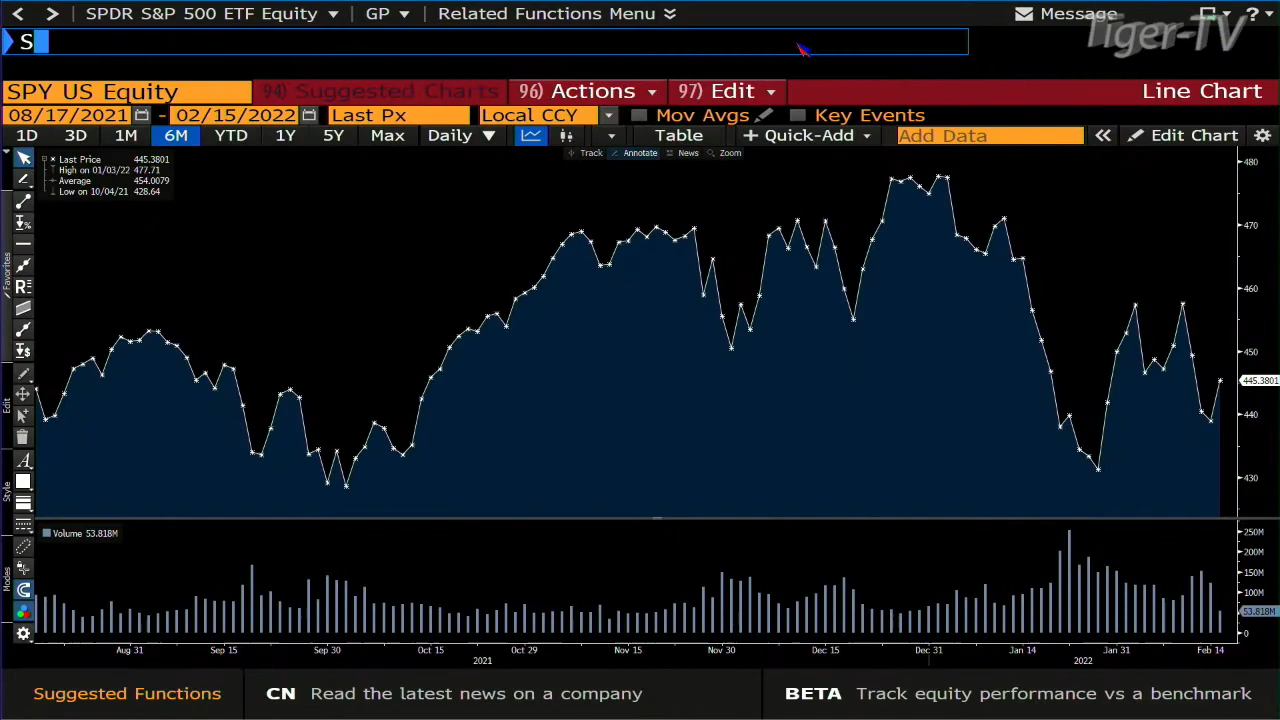 SPDR S&P 500 ETF Equity GP Related Functions Menu Message ?
Tiger-TV
S
SPY US Equity 94) Suggested Charts 96) Actions 97) Edit Line Chart
08/17/2021 - 02/15/2022 Last Px Local CCY Mov Avgs Key Events
1D 3D 1M 6M YTD 1Y 5Y Max Daily ▼ Table + Quick-Add Add Data « Edit Chart
Track Annotate News Zoom
Last Price 445.3801
High on 01/03/22 477.71
Average 454.0079
Low on 10/04/21 428.64
480
470
460
450
445.3801
440
430
Favorites
Edit
Style
Modes
Volume 53.818M
250M
200M
150M
100M
53.818M
0
Aug 31 Sep 15 Sep 30 Oct 15 Oct 29 Nov 15 Nov 30 Dec 15 Dec 31 Jan 14 Jan 31 Feb 14
2021 2022
Suggested Functions CN Read the latest news on a company BETA Track equity performance vs a benchmark